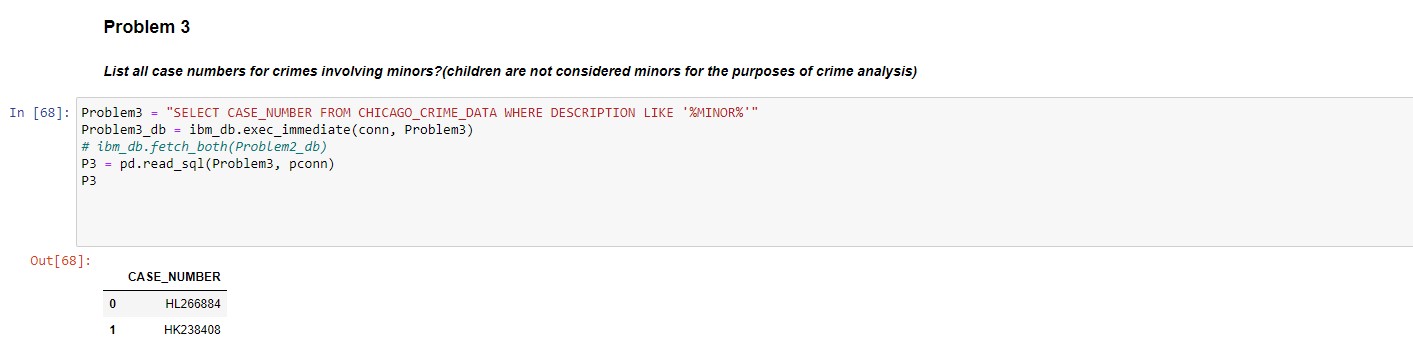 Problem 3
List all case numbers for crimes involving minors?(children are not considered minors for the purposes of crime analysis)
In [68]: Problem3 = "SELECT CASE_NUMBER FROM CHICAGO_CRIME_DATA WHERE DESCRIPTION LIKE '%MINOR%'"
Problem3_db = ibm_db.exec_immediate(conn, Problem3)
# ibm_db.fetch_both(Problem2_db)
P3 = pd.read_sql(Problem3, pconn)
P3
Out[68]:
CASE_NUMBER
0 HL266884
1 HK238408